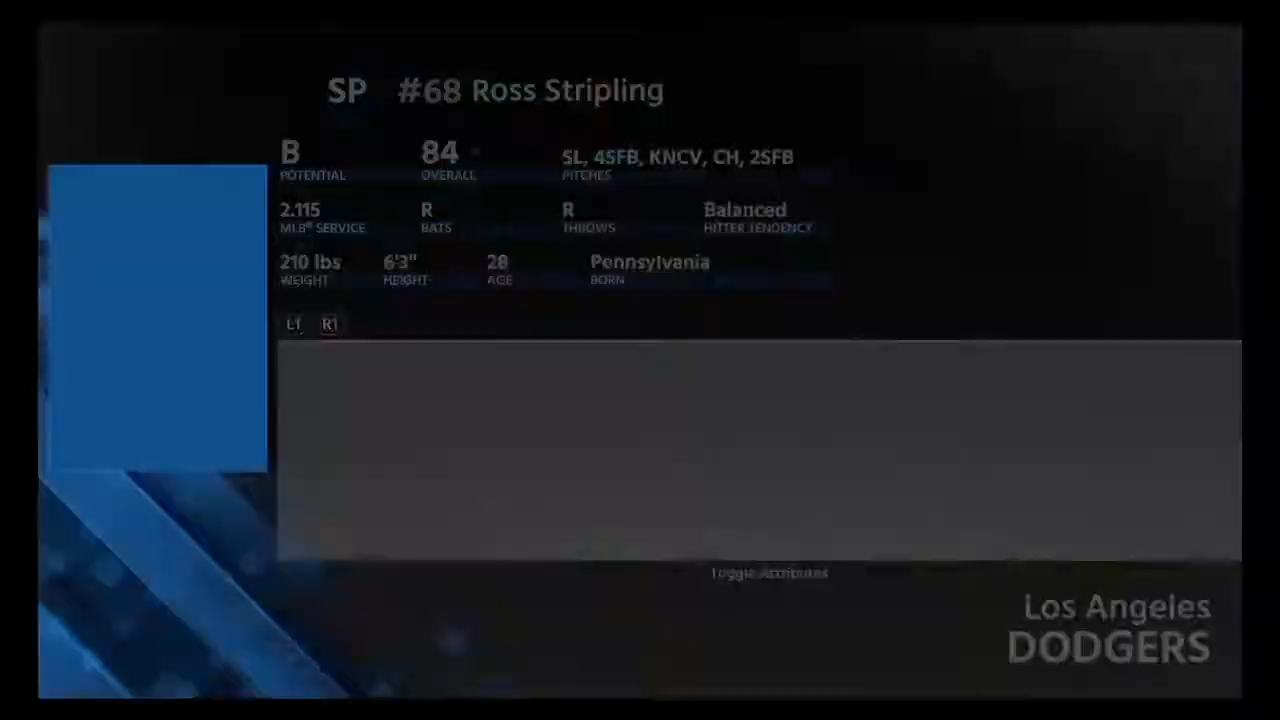 SP #68 Ross Stripling
B 84 SL, 4SFB, KNCV, CH, 2SFB
POTENTIAL OVERALL PITCHES
2.115 R R Balanced
MLB® SERVICE BATS THROWS HITTER TENDENCY
210 lbs 6'3" 28 Pennsylvania
WEIGHT HEIGHT AGE BORN
L1 R1
Toggle Attributes
Los Angeles
DODGERS